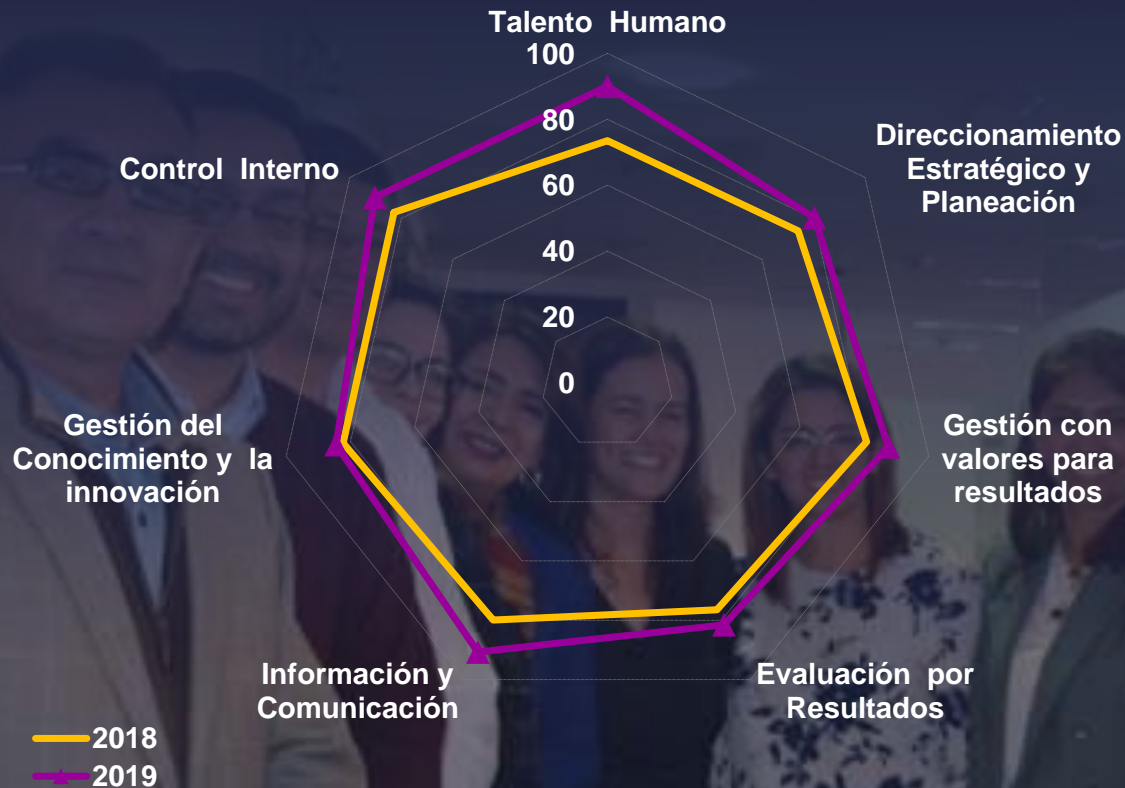 Talento Humano
100
80
60
40
20
0
Direccionamiento
Estratégico y
Planeación
Gestión con
valores para
resultados
Evaluación por
Resultados
Información y
Comunicación
Gestión del
Conocimiento y la
innovación
Control Interno
2018
2019